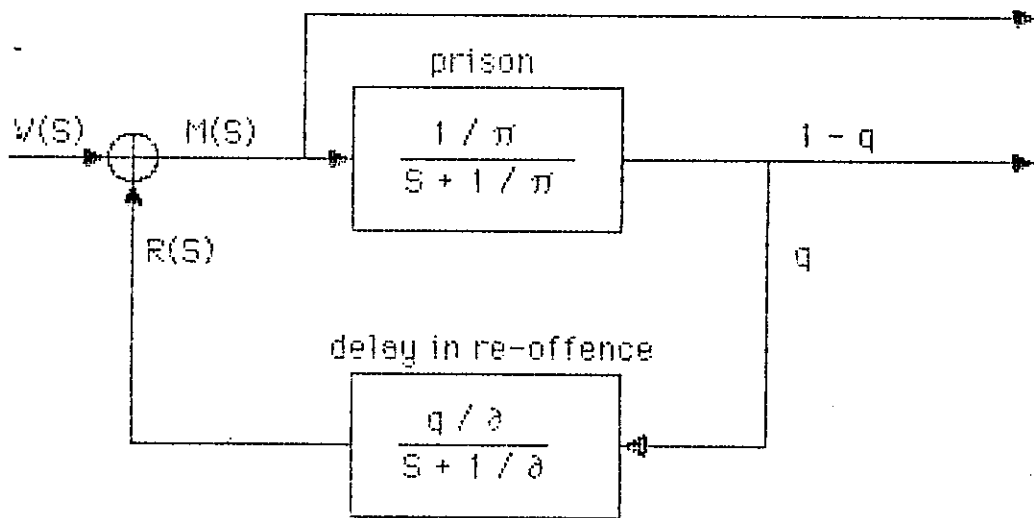 prison
V(S)
M(S)
1 / π
S + 1 / π
1 - q
R(S)
q
delay in re-offence
q / ∂
S + 1 / ∂